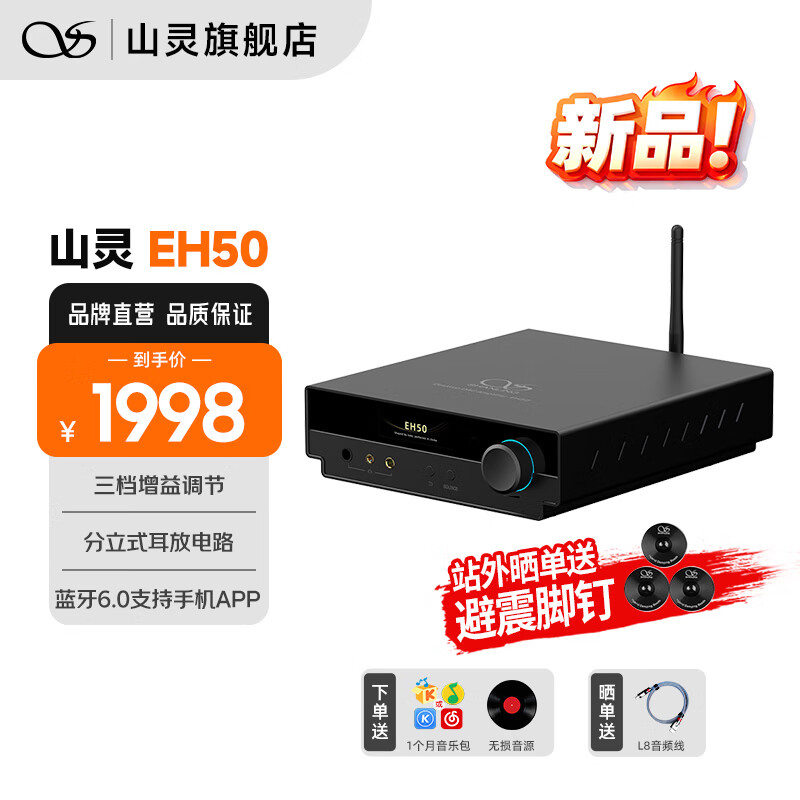 山灵旗舰店
新品!
山灵 EH50
品牌直营 品质保证
到手价
¥1998
三档增益调节
分立式耳放电路
蓝牙6.0支持手机APP
EH50
站外晒单送
避震脚钉
下单送
或
1个月音乐包
无损音源
晒单送
L8音频线